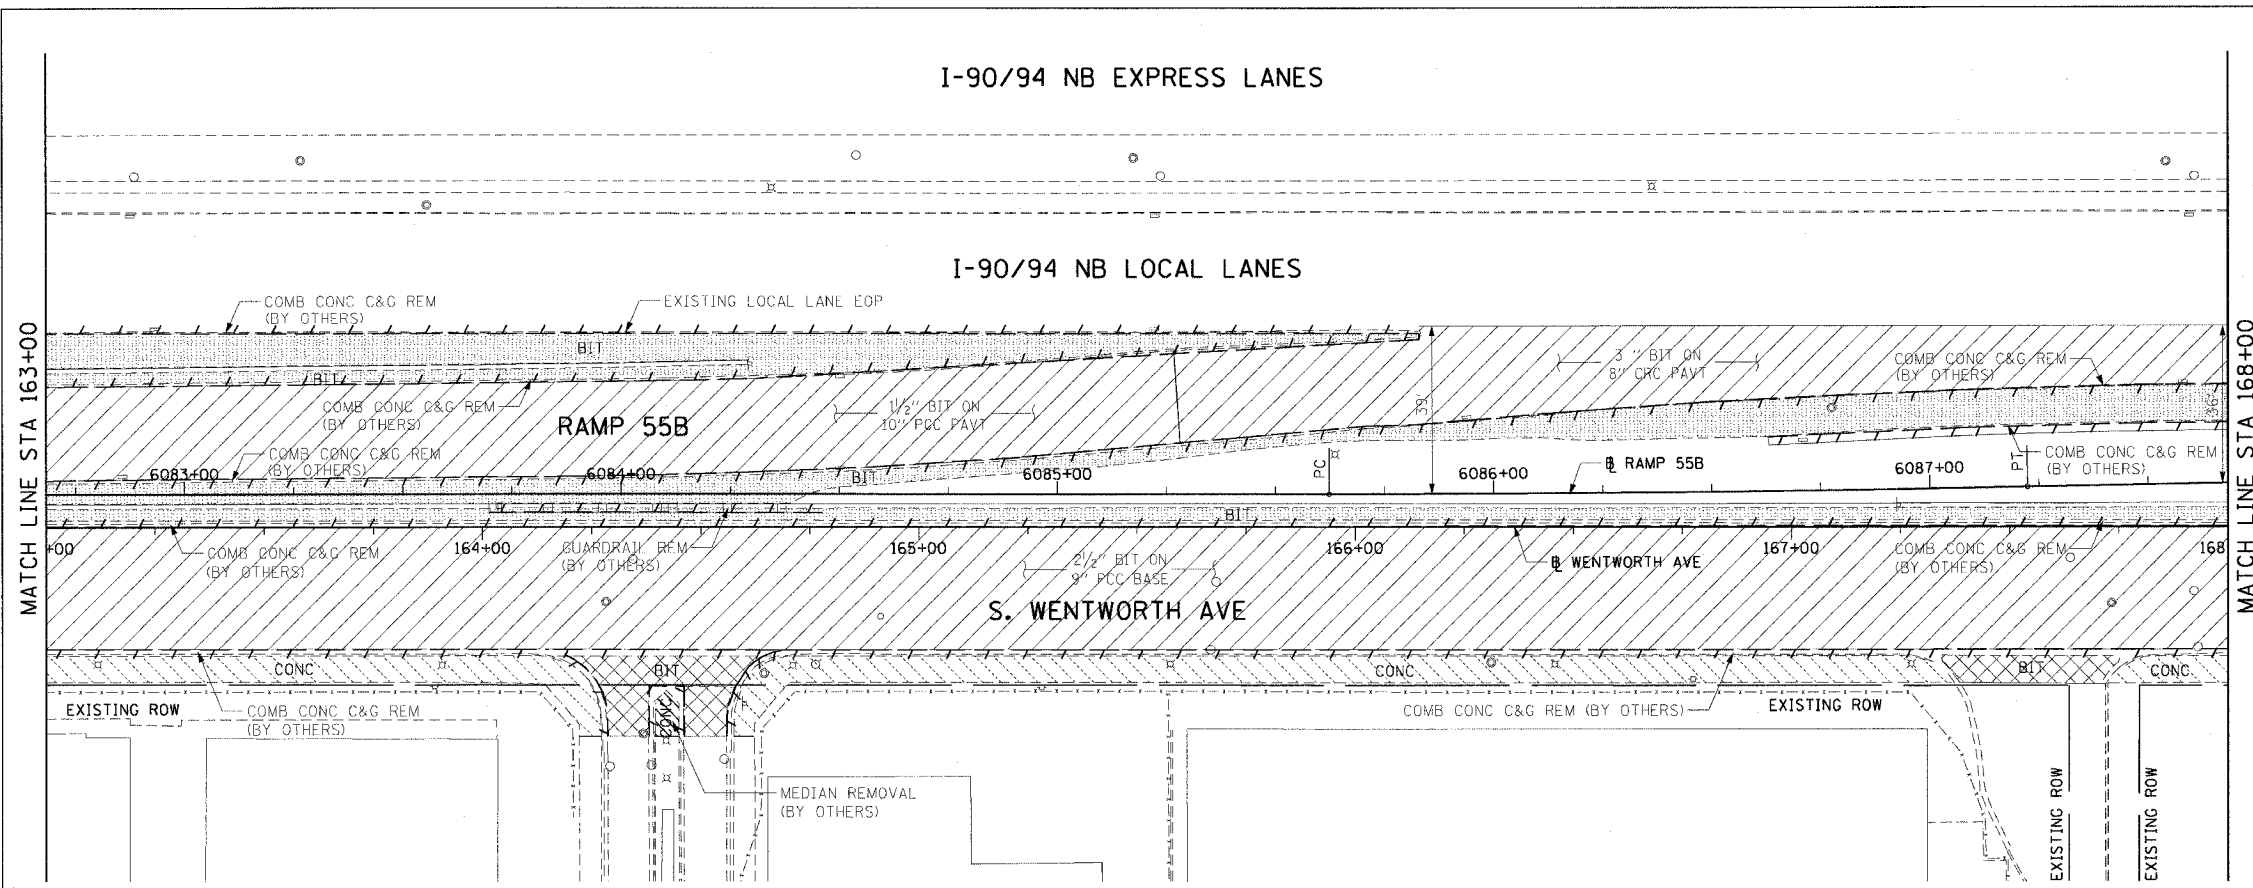 I-90/94 NB EXPRESS LANES
I-90/94 NB LOCAL LANES
MATCH LINE STA 163+00
MATCH LINE STA 168+00
COMB CONC C&G REM
(BY OTHERS)
EXISTING LOCAL LANE EOP
BIT
BIT
COMB CONC C&G REM
(BY OTHERS)
RAMP 55B
1½" BIT ON
10" PCC PAVT
3 " BIT ON
8" CRC PAVT
COMB CONC C&G REM
(BY OTHERS)
39'
36'
COMB CONC C&G REM
(BY OTHERS)
6083+00
6084+00
BIT
6085+00
PC
6086+00
℄ RAMP 55B
6087+00
PT
COMB CONC C&G REM
(BY OTHERS)
BIT
+00
COMB CONC C&G REM
(BY OTHERS)
164+00
GUARDRAIL REM
(BY OTHERS)
165+00
2½" BIT ON
9" PCC BASE
166+00
℄ WENTWORTH AVE
167+00
COMB CONC C&G REM
(BY OTHERS)
168
S. WENTWORTH AVE
CONC
BIT
CONC
BIT
CONC
EXISTING ROW
COMB CONC C&G REM
(BY OTHERS)
CONC
COMB CONC C&G REM (BY OTHERS)
EXISTING ROW
MEDIAN REMOVAL
(BY OTHERS)
EXISTING ROW
EXISTING ROW